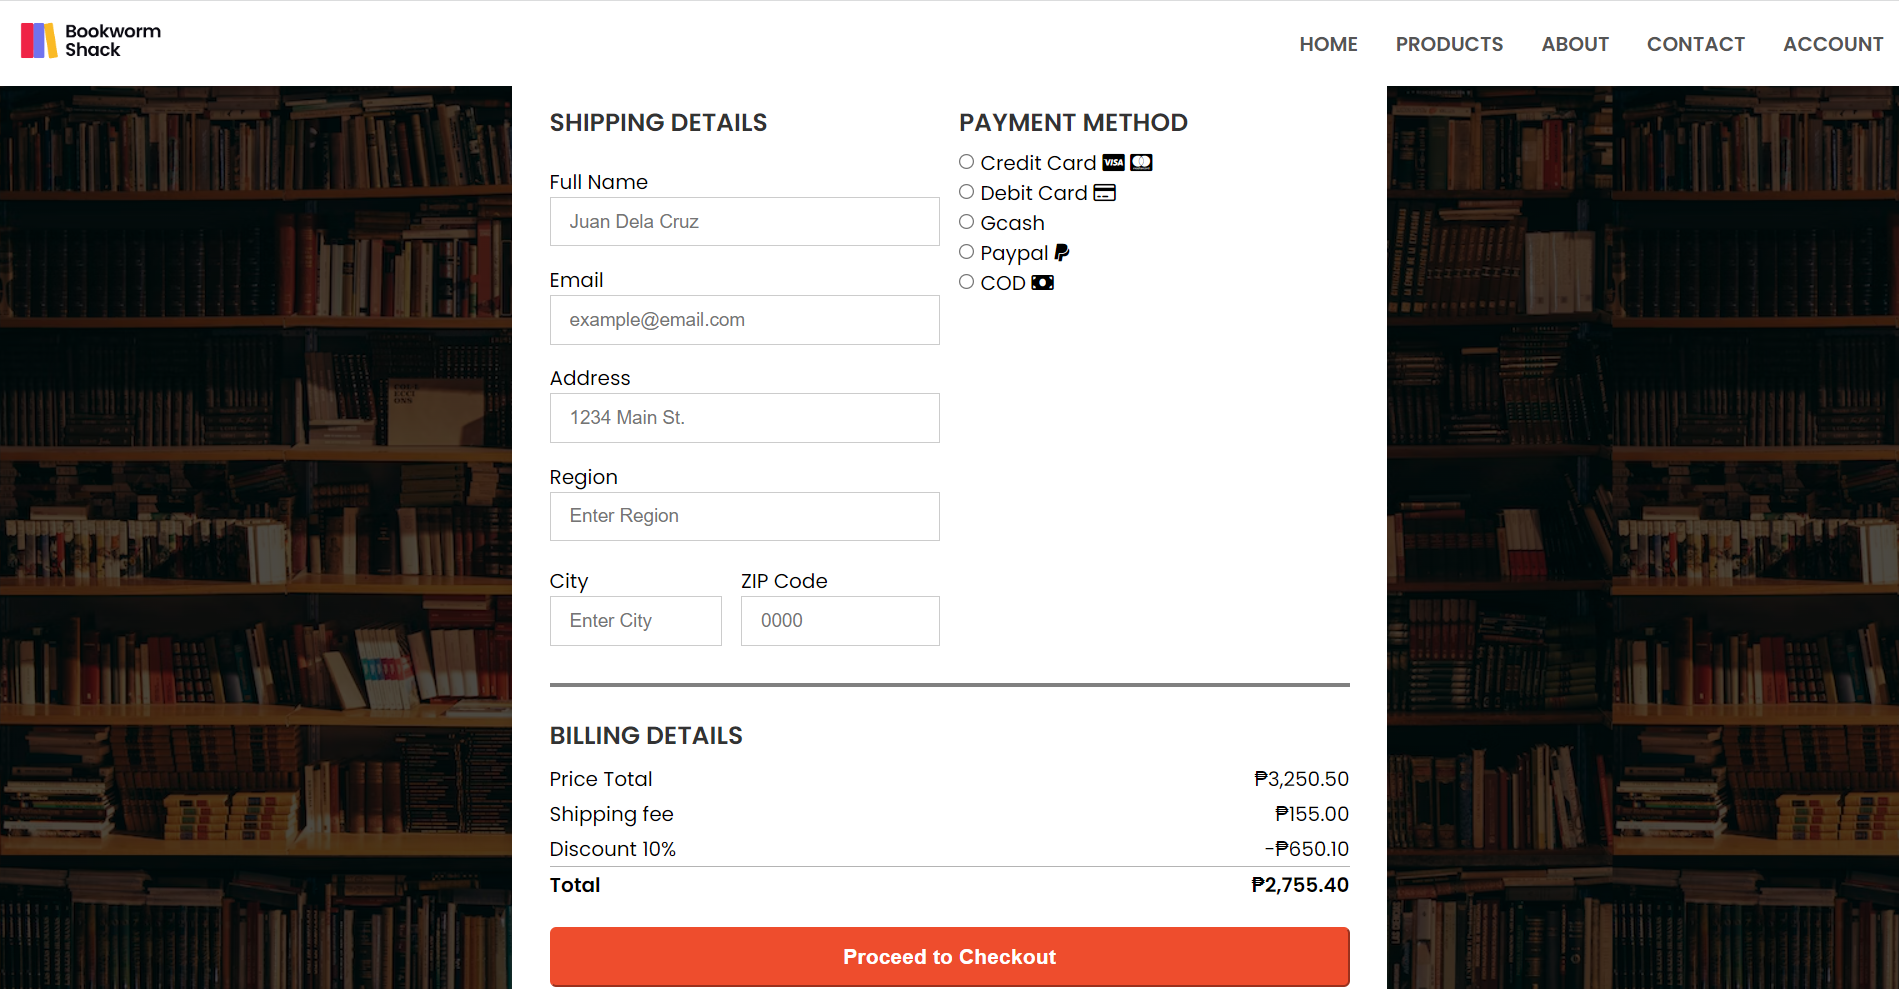 Bookworm
Shack
HOME PRODUCTS ABOUT CONTACT ACCOUNT
SHIPPING DETAILS
Full Name
Juan Dela Cruz
Email
example@email.com
Address
1234 Main St.
Region
Enter Region
City ZIP Code
Enter City 0000
PAYMENT METHOD
Credit Card VISA
Debit Card
Gcash
Paypal
COD
BILLING DETAILS
Price Total ₱3,250.50
Shipping fee ₱155.00
Discount 10% -₱650.10
Total ₱2,755.40
Proceed to Checkout